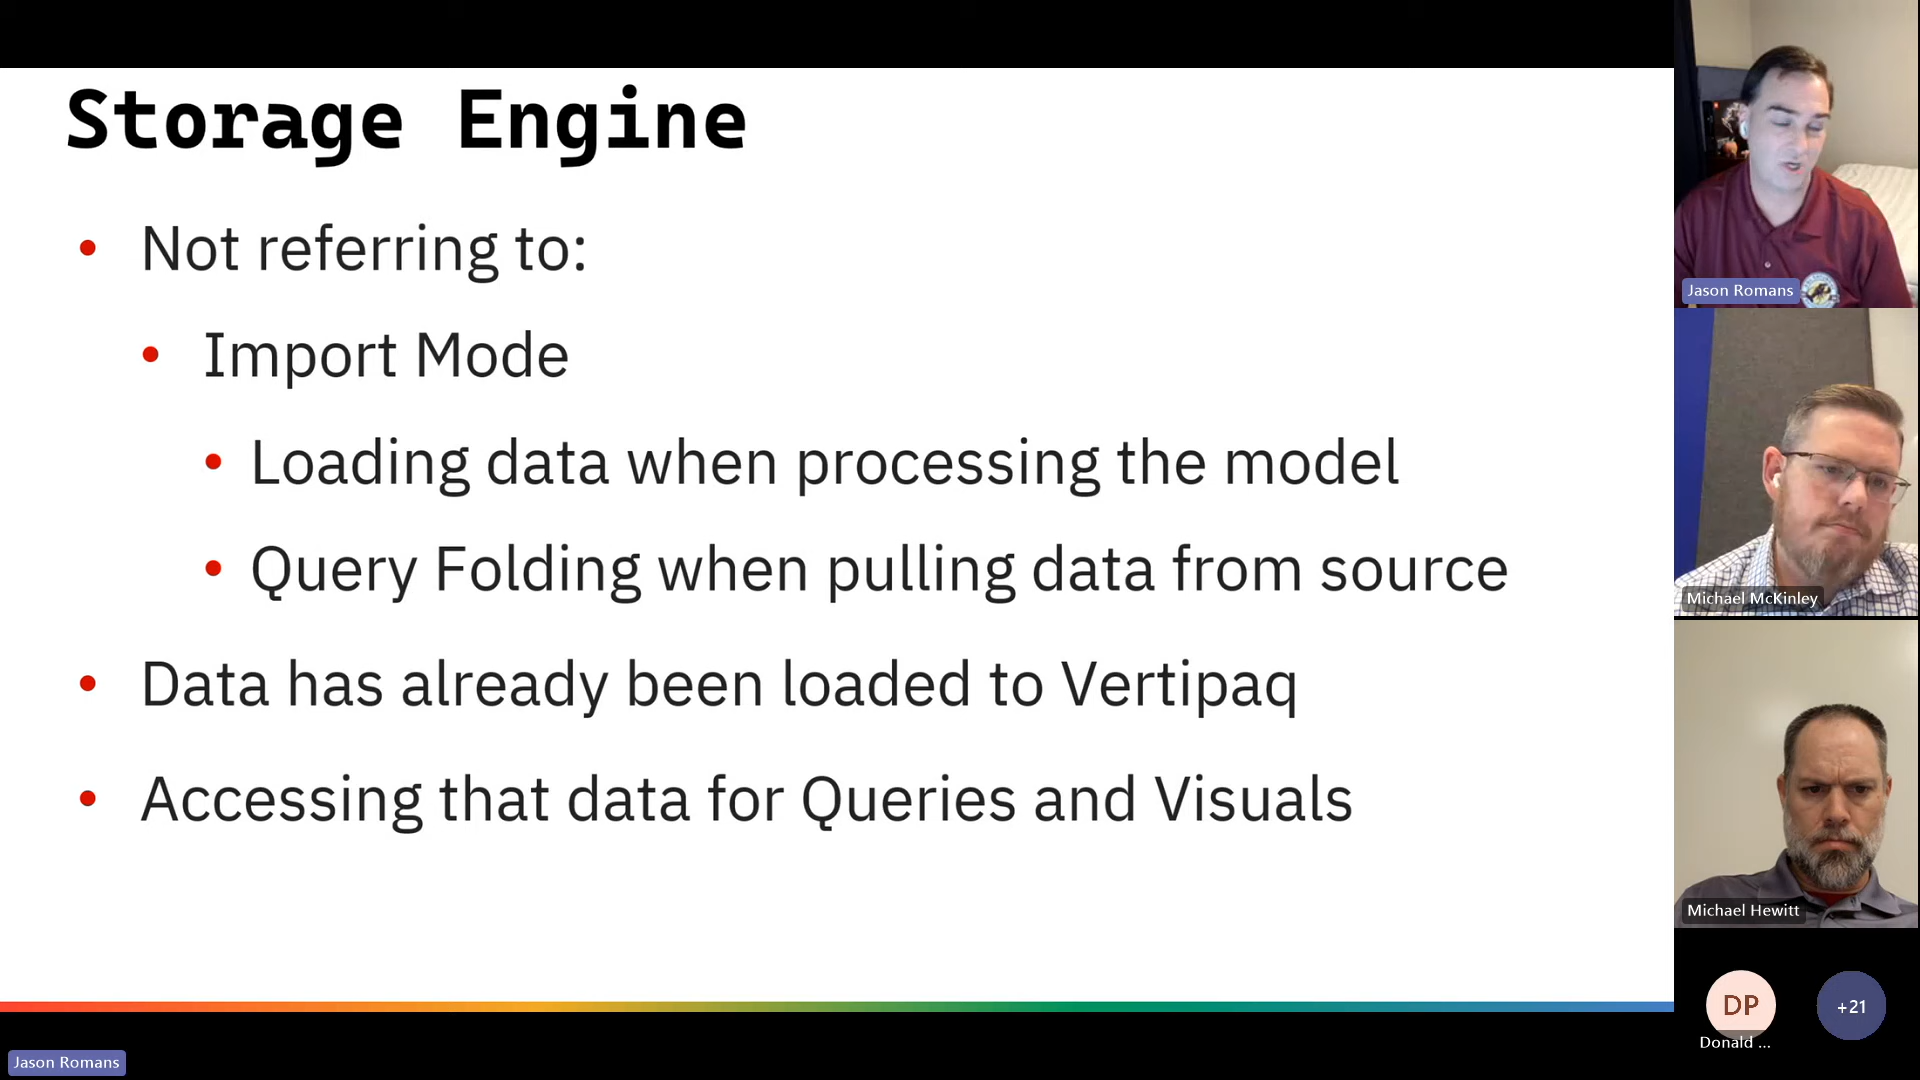 Storage Engine
• Not referring to:
• Import Mode
• Loading data when processing the model
• Query Folding when pulling data from source
• Data has already been loaded to Vertipaq
• Accessing that data for Queries and Visuals
Jason Romans
Michael McKinley
Michael Hewitt
DP
+21
Donald ...
Jason Romans